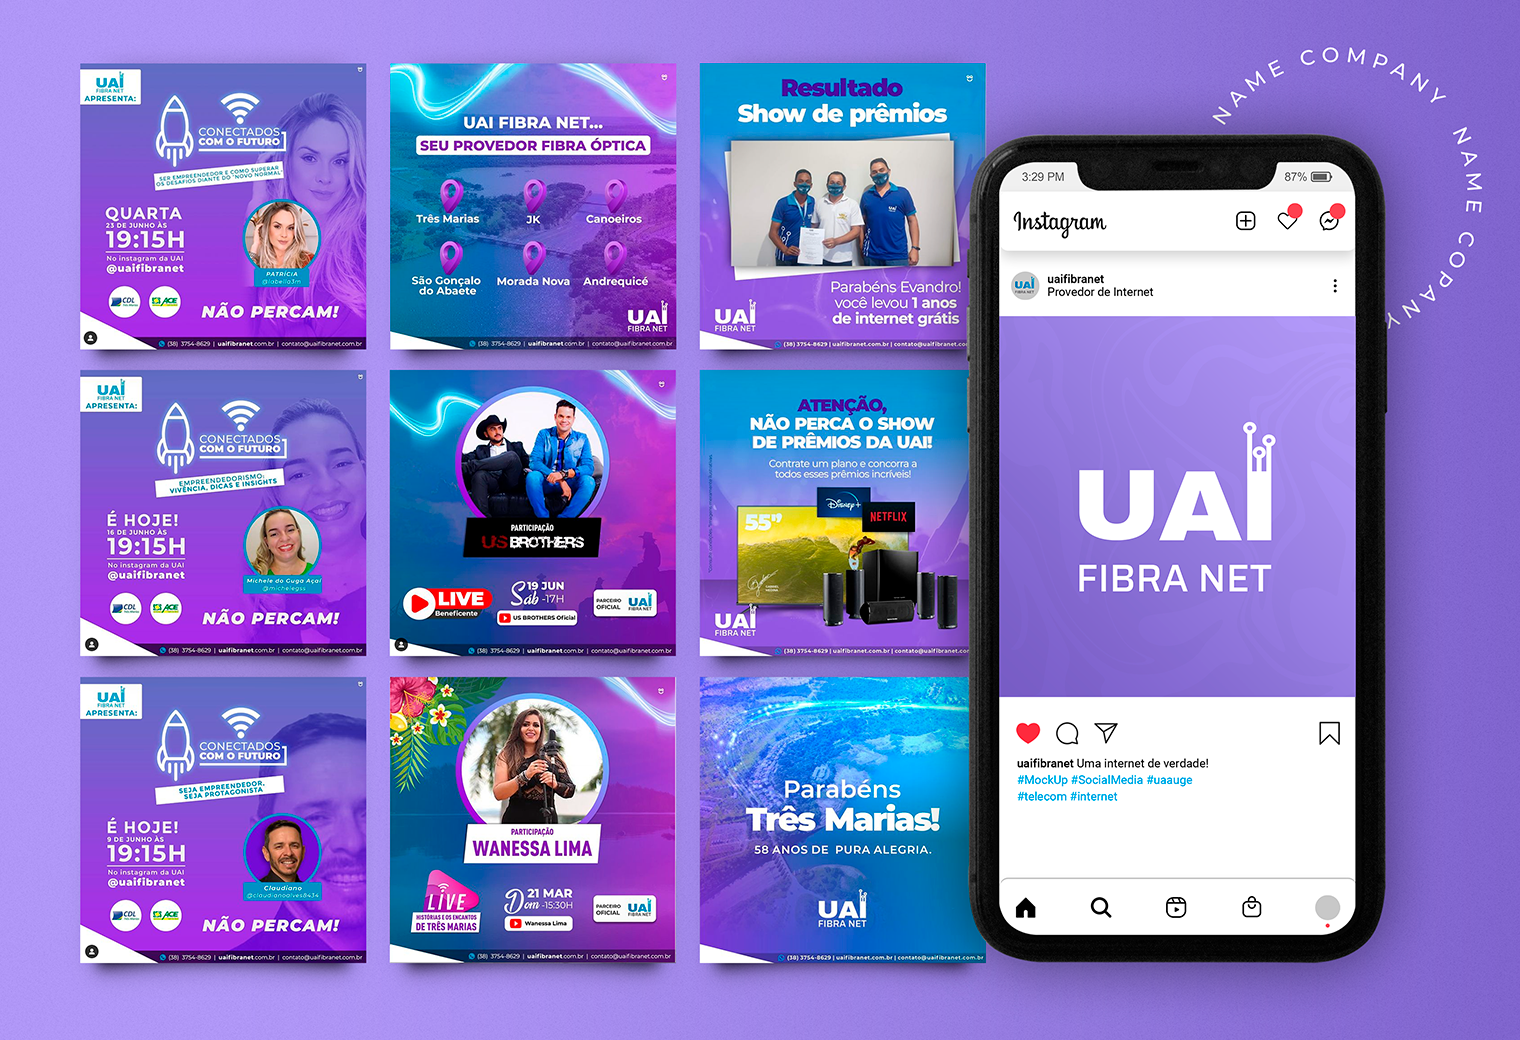 UAI
FIBRA NET
APRESENTA:
CONECTADOS
COM O FUTURO
SER EMPREENDEDOR E COMO SUPERAR
OS DESAFIOS DIANTE DO "NOVO NORMAL"
QUARTA
23 DE JUNHO ÀS
19:15H
No instagram da UAI
@uaifibranet
PATRÍCIA
@labella3m.
CDL
ACE
NÃO PERCAM!
(38) 3754-8629 | uaifibranet.com.br | contato@uaifibranet.com.br
UAI FIBRA NET...
SEU PROVEDOR FIBRA ÓPTICA
Três Marias
JK
Canoeiros
São Gonçalo
do Abaete
Morada Nova
Andrequicé
UAI
FIBRA NET
(38) 3754-8629 | uaifibranet.com.br | contato@uaifibranet.com.br
Resultado
Show de prêmios
Parabéns Evandro!
você levou 1 anos
de internet grátis
UAI
FIBRA NET
(38) 3754-8629 | uaifibranet.com.br | contato@uaifibranet.co
UAI
FIBRA NET
APRESENTA:
CONECTADOS
COM O FUTURO
EMPREENDEDORISMO:
VIVÊNCIA, DICAS E INSIGHTS
É HOJE!
16 DE JUNHO ÀS
19:15H
No instagram da UAI
@uaifibranet
Michele do Guga Açaí
@michelegss
CDL
ACE
NÃO PERCAM!
(38) 3754-8629 | uaifibranet.com.br | contato@uaifibranet.com.br
PARTICIPAÇÃO
US BROTHERS
LIVE
Beneficente
19 JUN
Sáb -17H
US BROTHERS Oficial
PARCEIRO
OFICIAL
UAI
FIBRA NET
(38) 3754-8629 | uaifibranet.com.br | contato@uaifibranet.com.br
ATENÇÃO,
NÃO PERCA O SHOW
DE PRÊMIOS DA UAI!
Contrate um plano e concorra a
todos esses prêmios incríveis!
55"
Disney+
NETFLIX
UAI
FIBRA NET
(38) 3754-8629 | uaifibranet.com.br | contato@uaifibranet.co
UAI
FIBRA NET
APRESENTA:
CONECTADOS
COM O FUTURO
SEJA EMPREENDEDOR,
SEJA PROTAGONISTA
É HOJE!
9 DE JUNHO ÀS
19:15H
No instagram da UAI
@uaifibranet
Claudiano
@claudianoalves8434
CDL
ACE
NÃO PERCAM!
(38) 3754-8629 | uaifibranet.com.br | contato@uaifibranet.com.br
PARTICIPAÇÃO
WANESSA LIMA
LIVE
HISTÓRIAS E OS ENCANTOS
DE TRÊS MARIAS
21 MAR
Dom -15:30H
Wanessa Lima
PARCEIRO
OFICIAL
UAI
FIBRA NET
(38) 3754-8629 | uaifibranet.com.br | contato@uaifibranet.com.br
Parabéns
Três Marias!
58 ANOS DE PURA ALEGRIA.
UAI
FIBRA NET
(38) 3754-8629 | uaifibranet.com.br | contato@uaifibranet.com.br
NAME COMPANY NAME COPANY
3:29 PM
87%
Instagram
UAI
FIBRA NET
uaifibranet
Provedor de Internet
UAI
FIBRA NET
uaifibranet Uma internet de verdade!
#MockUp #SocialMedia #uaauge
#telecom #internet